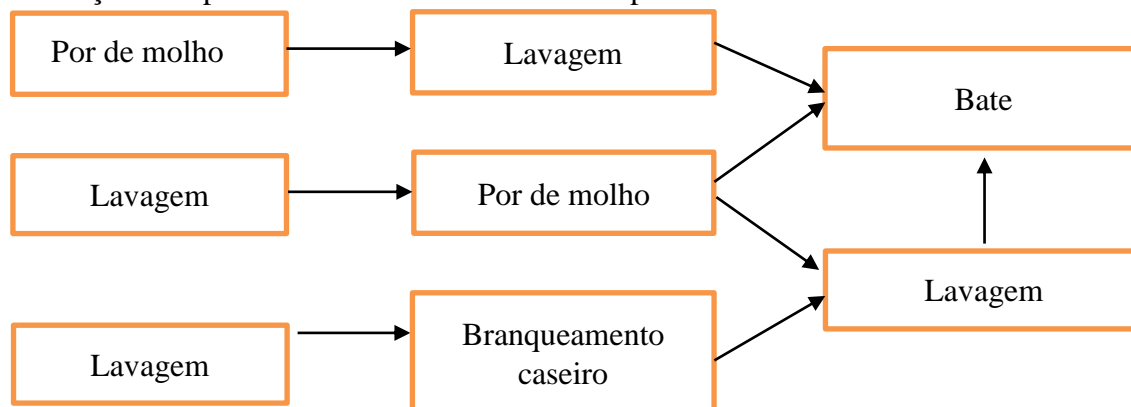 Por de molho
Lavagem
Bate
Lavagem
Por de molho
Lavagem
Lavagem
Branqueamento
caseiro